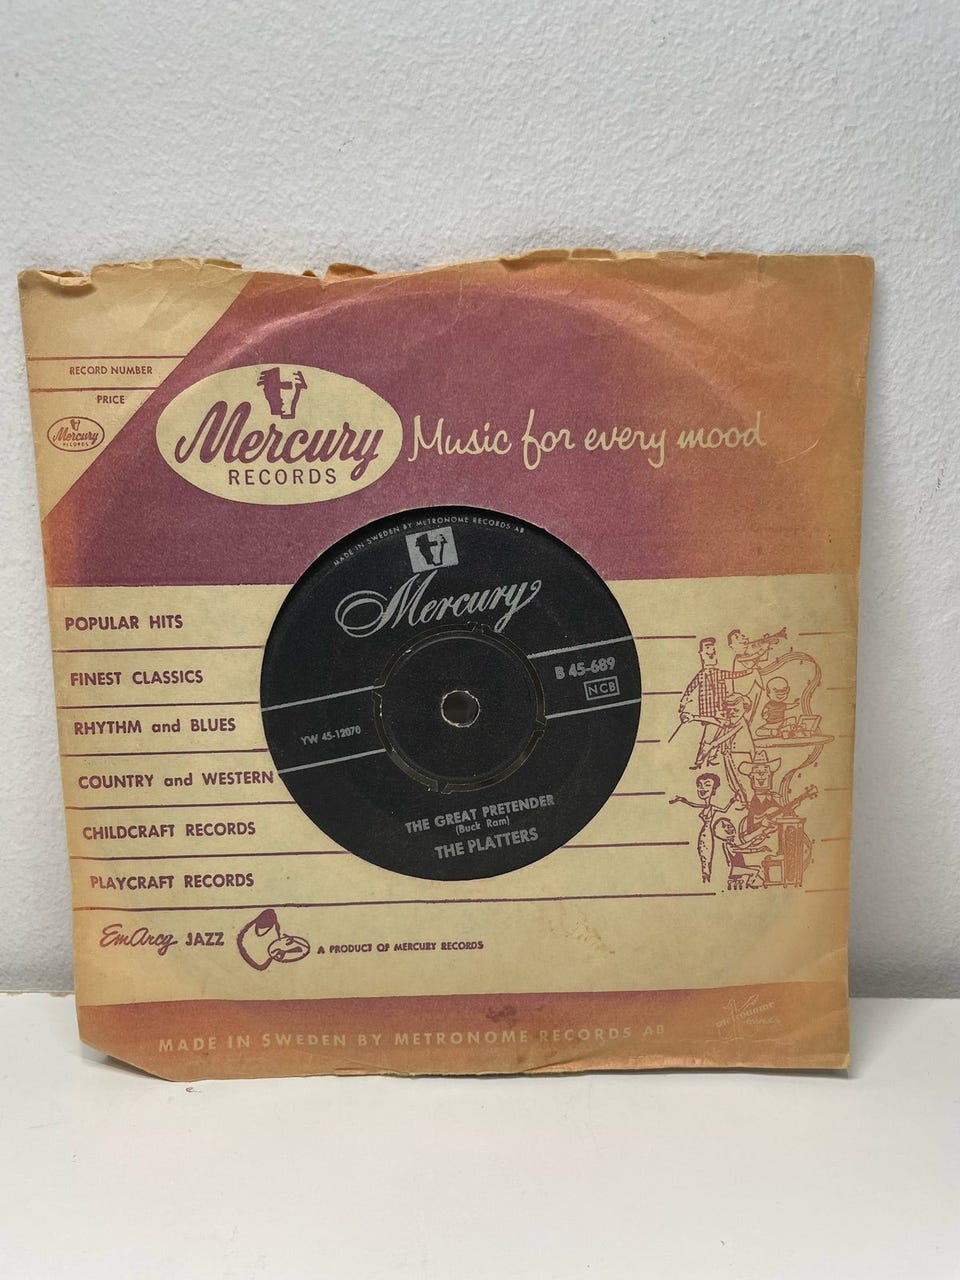 RECORD NUMBER
PRICE
Mercury
RECORDS
Mercury
RECORDS
Music for every mood
MADE IN SWEDEN BY METRONOME RECORDS AB
Mercury
B 45-689
NCB
YW 45-12070
THE GREAT PRETENDER
(Buck Ram)
THE PLATTERS
POPULAR HITS
FINEST CLASSICS
RHYTHM and BLUES
COUNTRY and WESTERN
CHILDCRAFT RECORDS
PLAYCRAFT RECORDS
EmArcy JAZZ
A PRODUCT OF MERCURY RECORDS
MADE IN SWEDEN BY METRONOME RECORDS AB
metronome